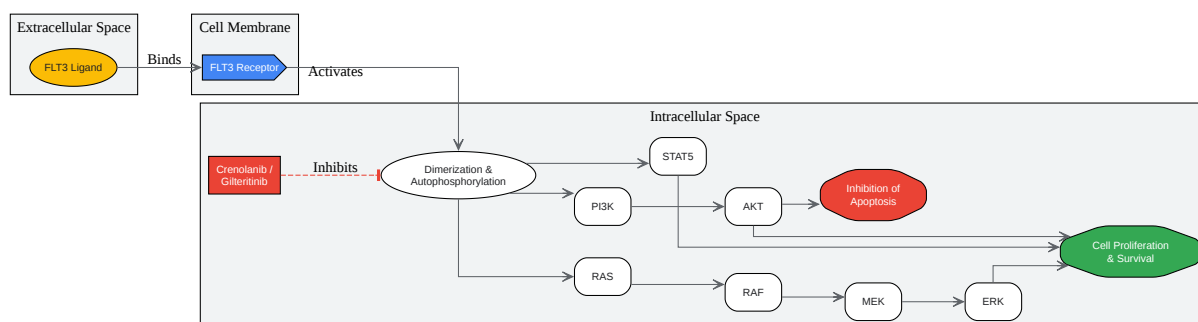 Extracellular Space
Cell Membrane
FLT3 Ligand
Binds
FLT3 Receptor
Activates
Intracellular Space
Crenolanib /
Gilteritinib
Inhibits
Dimerization &
Autophosphorylation
STAT5
PI3K
AKT
Inhibition of
Apoptosis
Cell Proliferation
& Survival
RAS
RAF
MEK
ERK